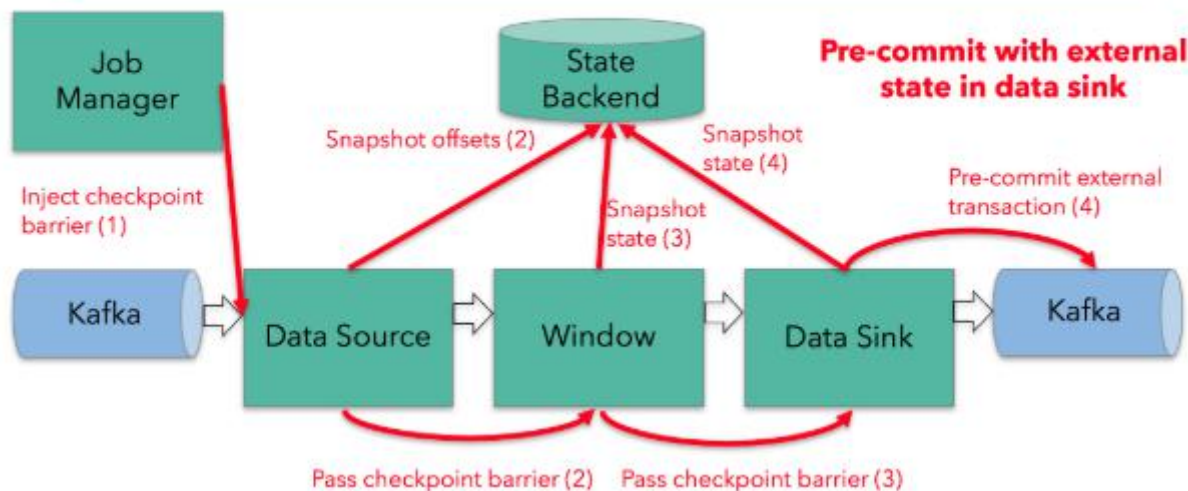 Job
Manager
State
Backend
Pre-commit with external
state in data sink
Snapshot offsets (2)
Snapshot
state (4)
Pre-commit external
transaction (4)
Inject checkpoint
barrier (1)
Snapshot
state (3)
Kafka
Data Source
Window
Data Sink
Kafka
Pass checkpoint barrier (2)
Pass checkpoint barrier (3)